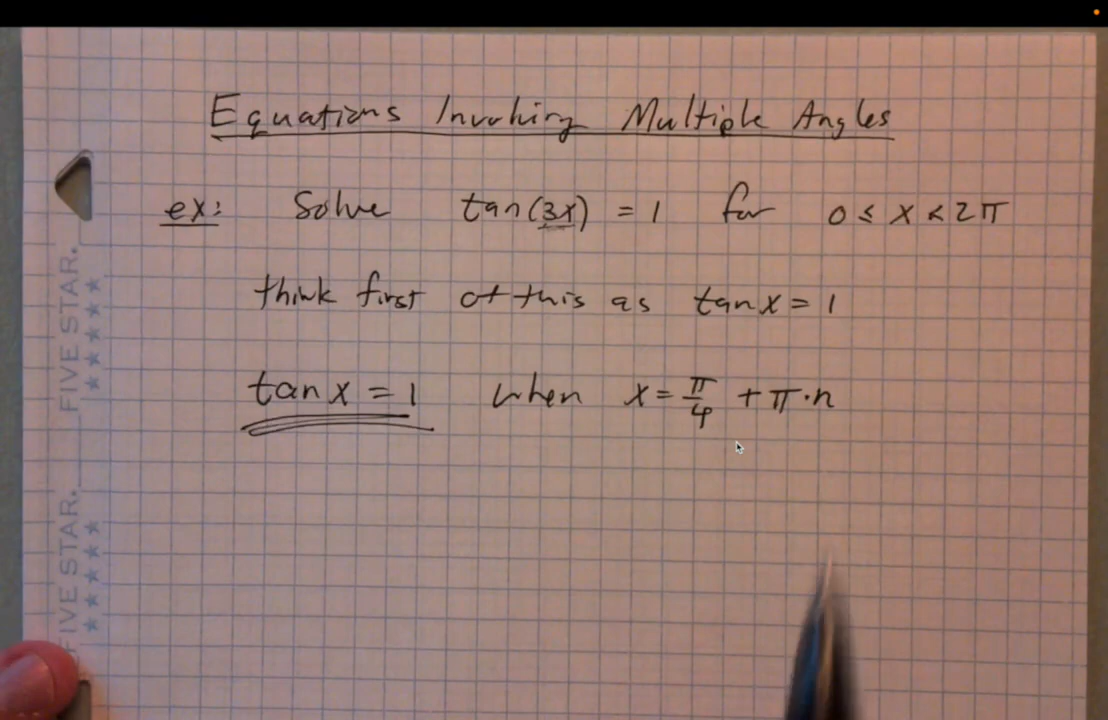 Equations Involving Multiple Angles
ex: Solve tan(3x) = 1 for 0 ≤ x < 2π
think first of this as tan x = 1
tan x = 1 when x = π/4 + π·n
FIVE STAR.
FIVE STAR.